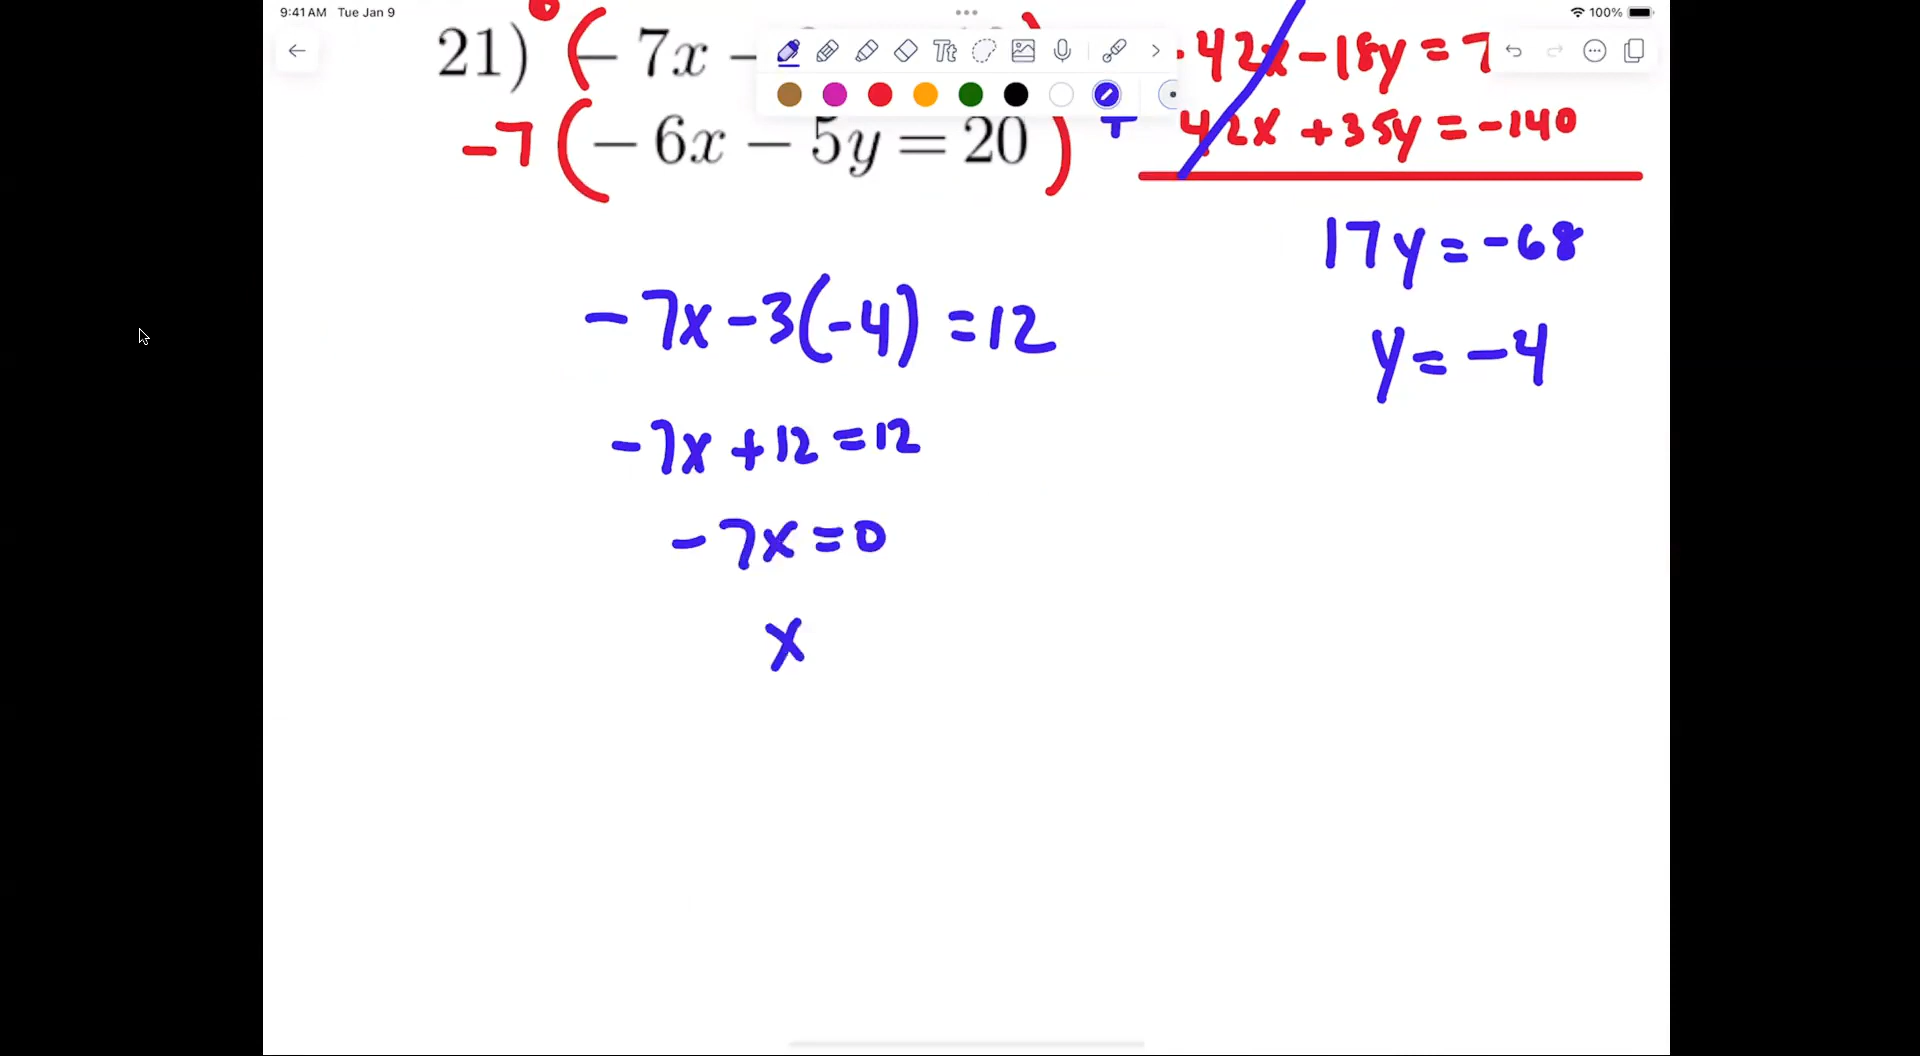 9:41 AM Tue Jan 9
100%
21) (− 7x −
-42x-18y=7
Tt
-7(− 6x − 5y = 20) +
42x +35y=-140
17y=-68
-7x-3(-4)=12
y=-4
-7x+12=12
-7x=0
x